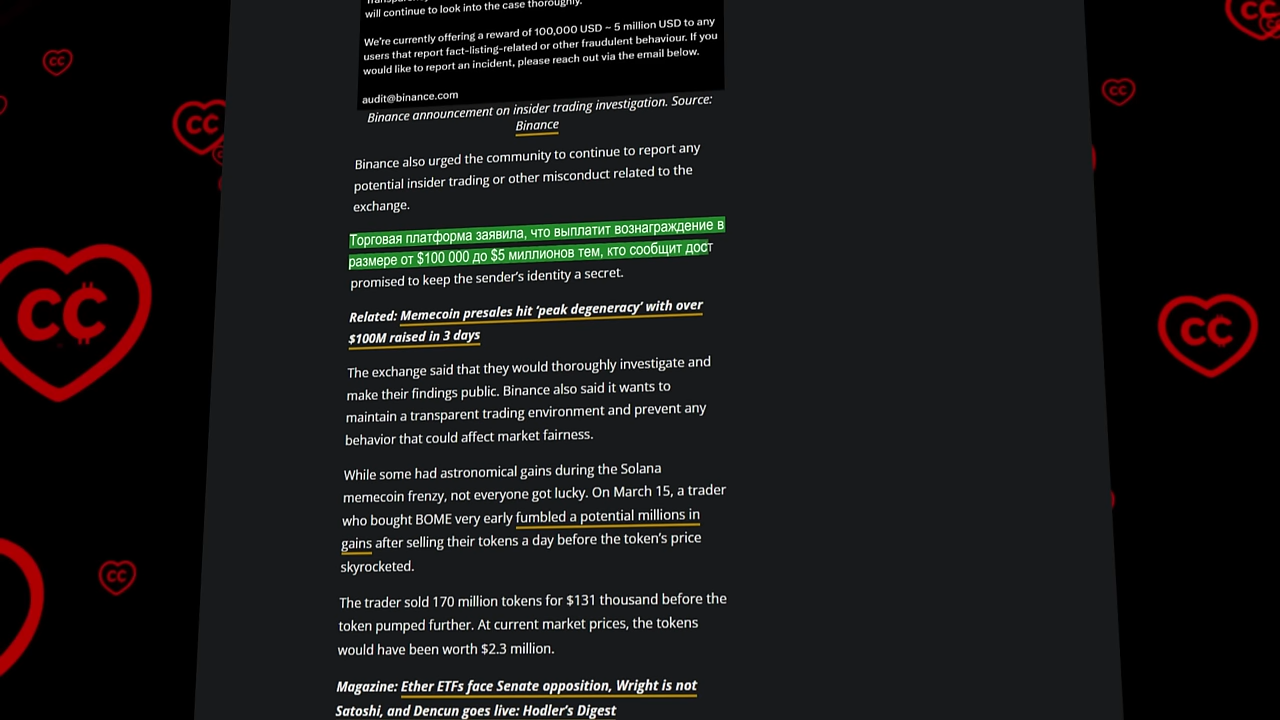 will continue to look into the case thoroughly.
We're currently offering a reward of 100,000 USD ~ 5 million USD to any
users that report fact-listing-related or other fraudulent behaviour. If you
would like to report an incident, please reach out via the email below.
audit@binance.com
Binance announcement on insider trading investigation. Source:
Binance
Binance also urged the community to continue to report any
potential insider trading or other misconduct related to the
exchange.
Торговая платформа заявила, что выплатит вознаграждение в
размере от $100 000 до $5 миллионов тем, кто сообщит дост
promised to keep the sender's identity a secret.
Related: Memecoin presales hit 'peak degeneracy' with over
$100M raised in 3 days
The exchange said that they would thoroughly investigate and
make their findings public. Binance also said it wants to
maintain a transparent trading environment and prevent any
behavior that could affect market fairness.
While some had astronomical gains during the Solana
memecoin frenzy, not everyone got lucky. On March 15, a trader
who bought BOME very early fumbled a potential millions in
gains after selling their tokens a day before the token's price
skyrocketed.
The trader sold 170 million tokens for $131 thousand before the
token pumped further. At current market prices, the tokens
would have been worth $2.3 million.
Magazine: Ether ETFs face Senate opposition, Wright is not
Satoshi, and Dencun goes live: Hodler's Digest
CC
CC
CC
CC
CC
CC
CC